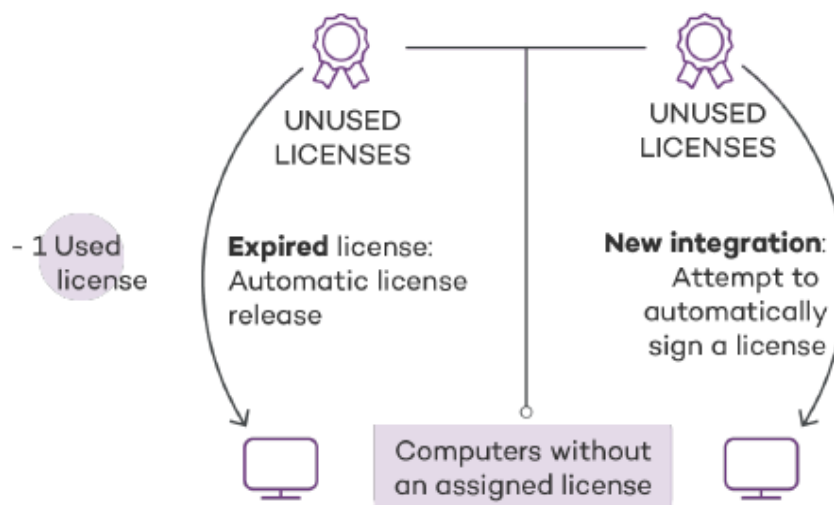 UNUSED
LICENSES
UNUSED
LICENSES
- 1 Used
license
Expired license:
Automatic license
release
New integration:
Attempt to
automatically
sign a license
Computers without
an assigned license